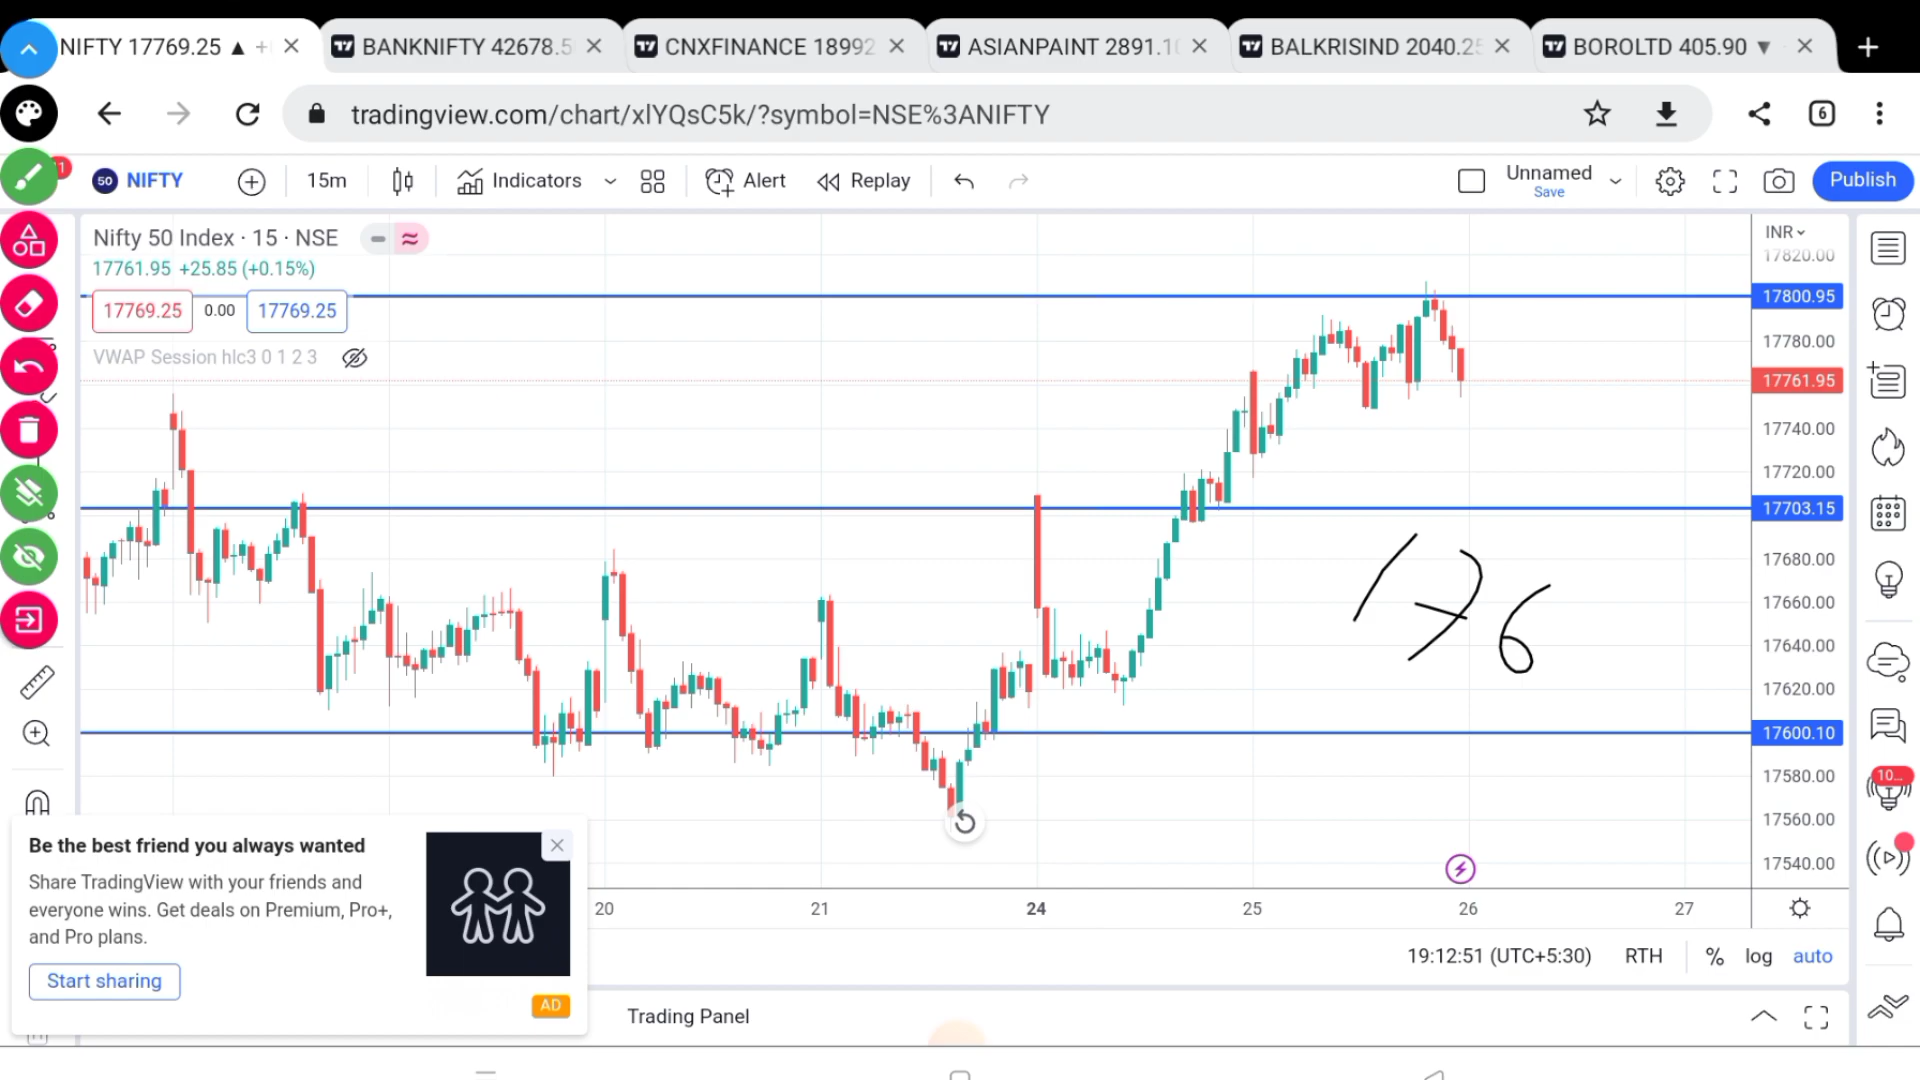 NIFTY 17769.25 ▲ +
BANKNIFTY 42678.5
CNXFINANCE 18992
ASIANPAINT 2891.1
BALKRISIND 2040.25
BOROLTD 405.90 ▼
tradingview.com/chart/xlYQsC5k/?symbol=NSE%3ANIFTY
6
1
50 NIFTY
15m
Indicators
Alert
Replay
Unnamed
Save
Publish
Nifty 50 Index · 15 · NSE
17761.95 +25.85 (+0.15%)
17769.25 0.00 17769.25
VWAP Session hlc3 0 1 2 3
INR
17820.00
17800.95
17780.00
17761.95
17740.00
17720.00
17703.15
17680.00
17660.00
17640.00
17620.00
17600.10
17580.00
17560.00
17540.00
176
10...
20 21 24 25 26 27
Be the best friend you always wanted
Share TradingView with your friends and
everyone wins. Get deals on Premium, Pro+,
and Pro plans.
Start sharing
AD
19:12:51 (UTC+5:30) RTH % log auto
Trading Panel